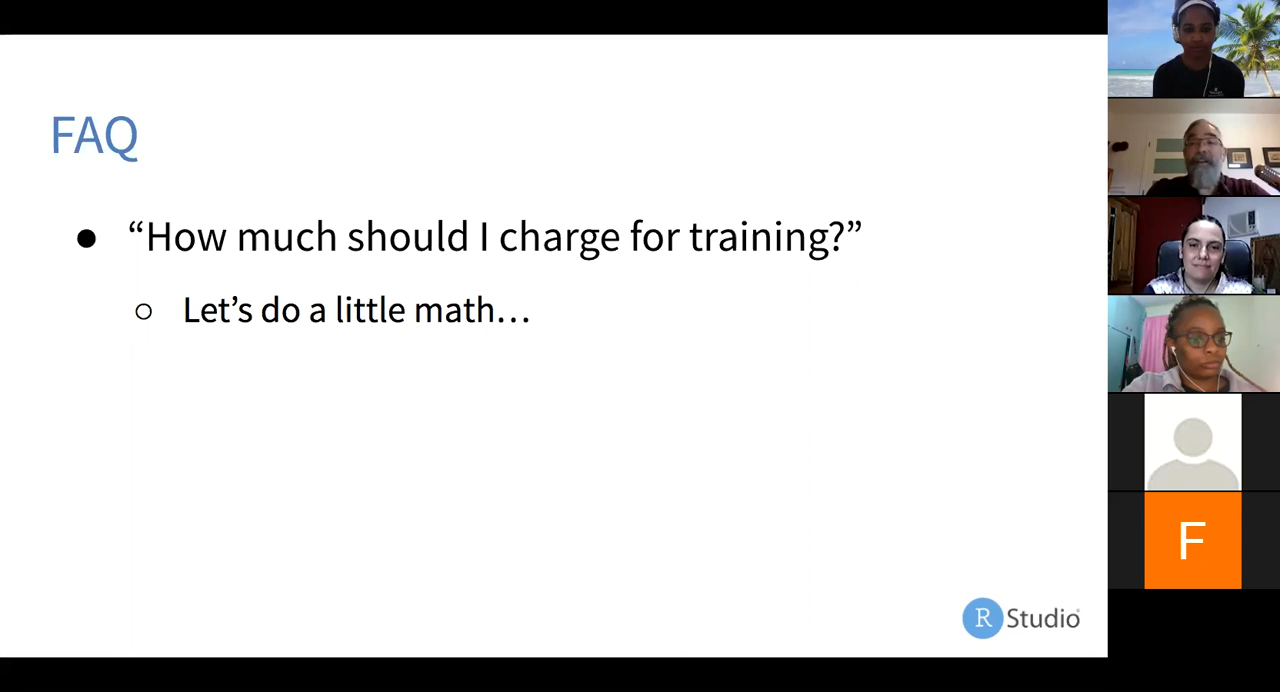 FAQ
● “How much should I charge for training?”
○ Let’s do a little math…
R Studio
F